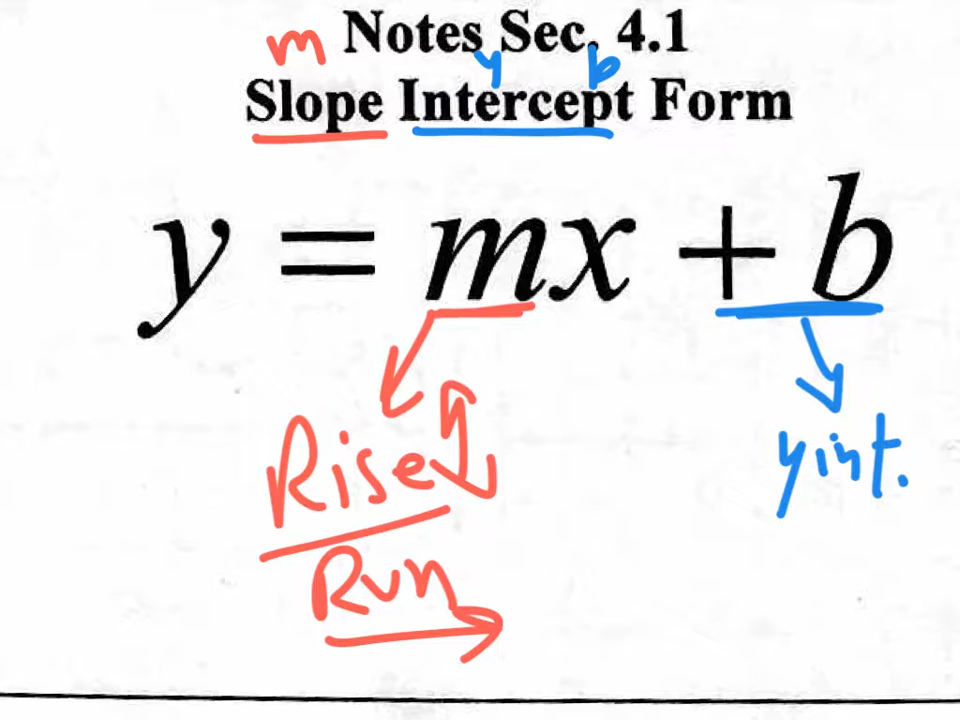 Notes Sec. 4.1
m y b
Slope Intercept Form
y = mx + b
Rise
Run
y int.